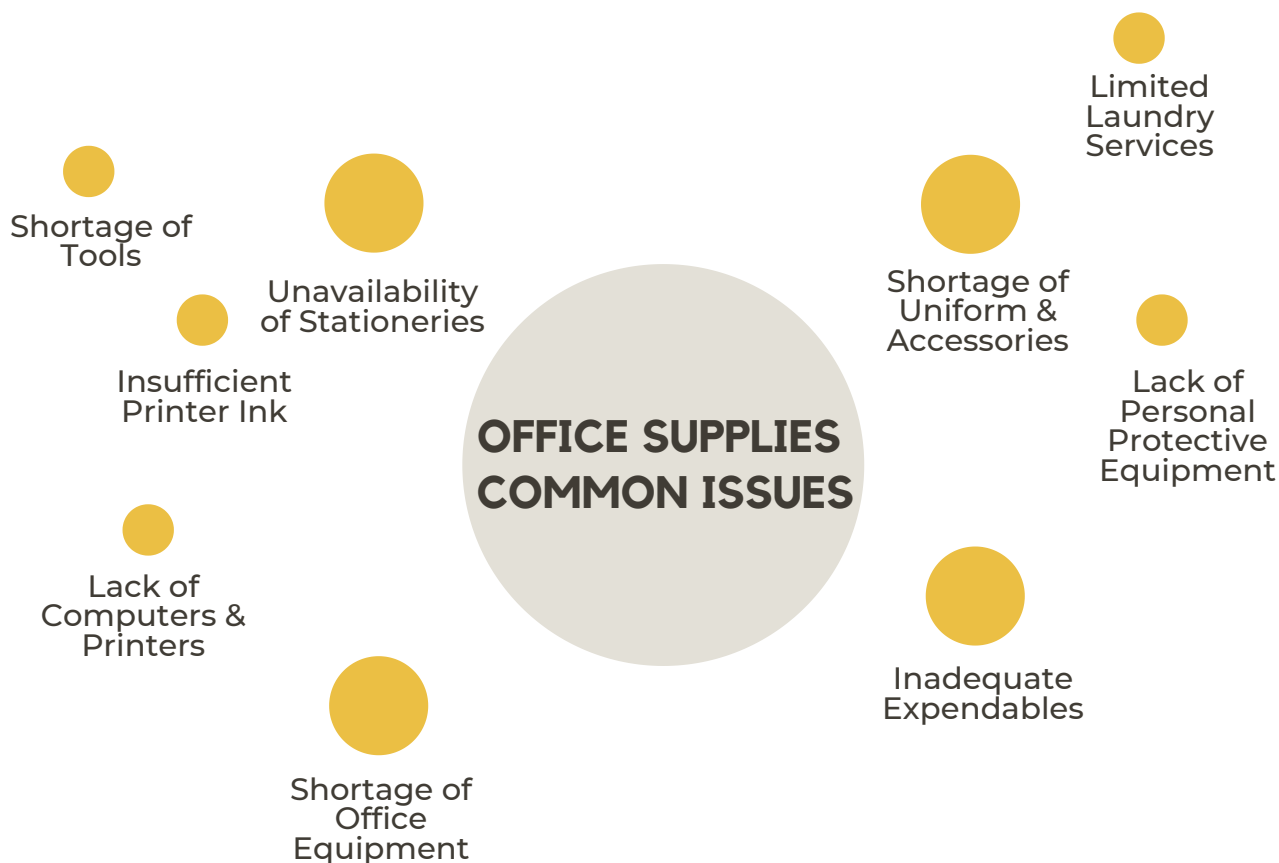 Limited
Laundry
Services
Shortage of
Tools
Unavailability
of Stationeries
Shortage of
Uniform &
Accessories
Insufficient
Printer Ink
Lack of
Personal
Protective
Equipment
OFFICE SUPPLIES
COMMON ISSUES
Lack of
Computers &
Printers
Inadequate
Expendables
Shortage of
Office
Equipment